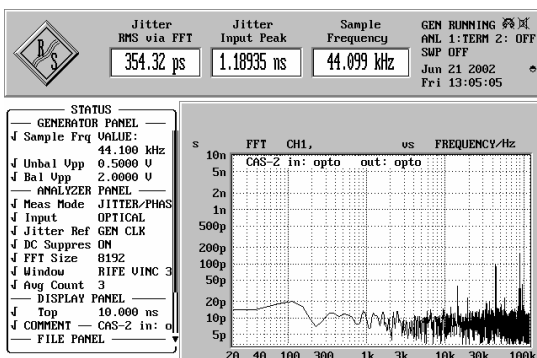 R/S
Jitter
RMS via FFT
354.32 ps
Jitter
Input Peak
1.18935 ns
Sample
Frequency
44.099 kHz
GEN RUNNING
ANL 1:TERM 2: OFF
SWP OFF
Jun 21 2002
Fri 13:05:05
STATUS
GENERATOR PANEL
√ Sample Frq VALUE:
44.100 kHz
√ Unbal Vpp 0.5000 V
√ Bal Vpp 2.0000 V
ANALYZER PANEL
√ Meas Mode JITTER/PHAS
√ Input OPTICAL
√ Jitter Ref GEN CLK
√ DC Suppres ON
√ FFT Size 8192
√ Window RIFE VINC 3
√ Avg Count 3
DISPLAY PANEL
√ Top 10.000 ns
√ COMMENT — CAS-2 in: o
FILE PANEL
s FFT CH1, vs FREQUENCY/Hz
CAS-2 in: opto out: opto
10n
5n
2n
1n
500p
200p
100p
50p
20p
10p
5p
20 40 100 300 1k 3k 10k 30k 100k